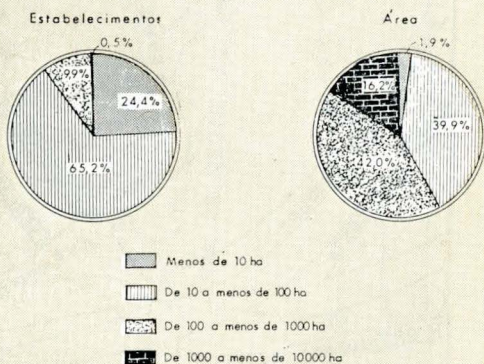 Estabelecimentos
Área
0,5%
9,9%
24,4%
65,2%
1,9%
16,2%
39,9%
42,0%
Menos de 10 ha
De 10 a menos de 100 ha
De 100 a menos de 1000 ha
De 1000 a menos de 10000 ha